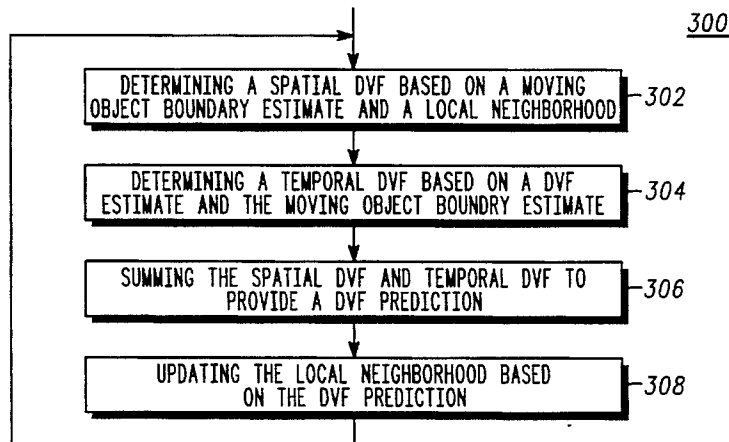 300
DETERMINING A SPATIAL DVF BASED ON A MOVING
OBJECT BOUNDARY ESTIMATE AND A LOCAL NEIGHBORHOOD
302
DETERMINING A TEMPORAL DVF BASED ON A DVF
ESTIMATE AND THE MOVING OBJECT BOUNDRY ESTIMATE
304
SUMMING THE SPATIAL DVF AND TEMPORAL DVF TO
PROVIDE A DVF PREDICTION
306
UPDATING THE LOCAL NEIGHBORHOOD BASED
ON THE DVF PREDICTION
308